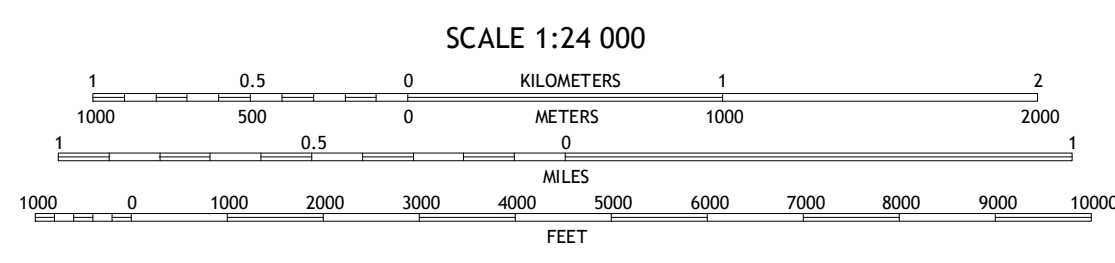 SCALE 1:24 000
1 0.5 0 KILOMETERS 1 2
1000 500 0 METERS 1000 2000
1 0.5 0 1
MILES
1000 0 1000 2000 3000 4000 5000 6000 7000 8000 9000 10000
FEET